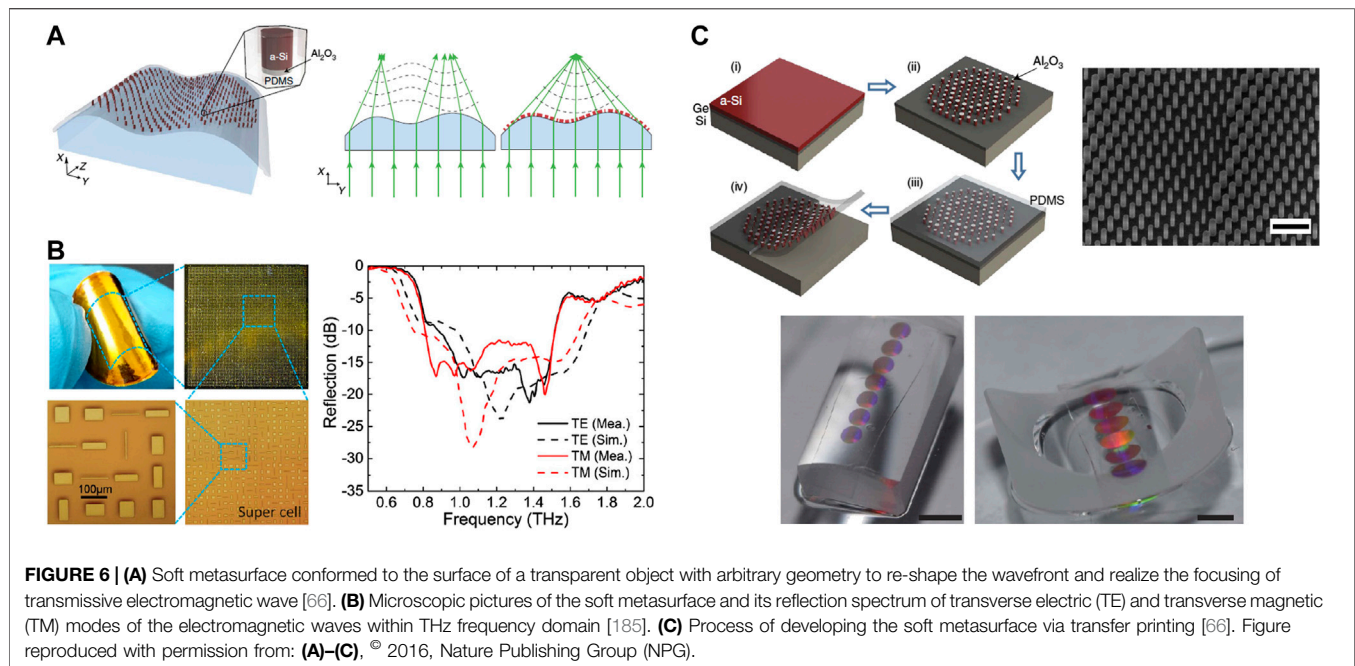 A
a-Si
Al₂O₃
PDMS
X
Z
Y
X
Y
B
100μm
Super cell
Reflection (dB)
0
-5
-10
-15
-20
-25
-30
-35
TE (Mea.)
TE (Sim.)
TM (Mea.)
TM (Sim.)
0.6 0.8 1.0 1.2 1.4 1.6 1.8 2.0
Frequency (THz)
C
(i)
a-Si
Ge
Si
(ii)
Al₂O₃
(iv)
(iii)
PDMS
FIGURE 6 | (A) Soft metasurface conformed to the surface of a transparent object with arbitrary geometry to re-shape the wavefront and realize the focusing of
transmissive electromagnetic wave [66]. (B) Microscopic pictures of the soft metasurface and its reflection spectrum of transverse electric (TE) and transverse magnetic
(TM) modes of the electromagnetic waves within THz frequency domain [185]. (C) Process of developing the soft metasurface via transfer printing [66]. Figure
reproduced with permission from: (A)–(C), © 2016, Nature Publishing Group (NPG).